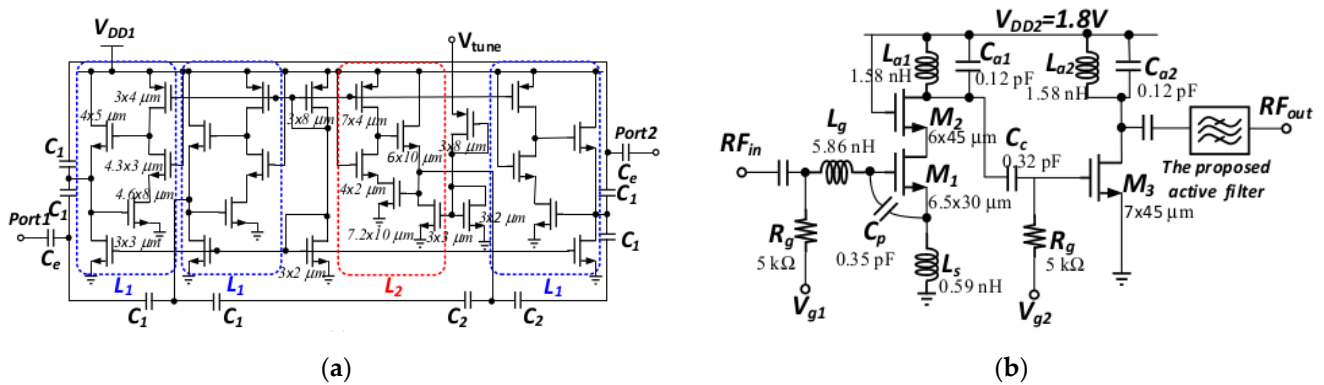 V_DD1
V_tune
3x4 μm
4x5 μm
3x8 μm
7x4 μm
3x8 μm
C_1
4.3x3 μm
6x10 μm
Port2
4.6x8 μm
4x2 μm
C_e
C_1
C_1
Port1
3x2 μm
7.2x10 μm
3x3 μm
C_1
C_e
3x3 μm
3x2 μm
L_1
L_1
L_2
L_1
C_1
C_1
C_2
C_2
(a)
V_DD2=1.8V
L_a1
1.58 nH
C_a1
0.12 pF
L_a2
1.58 nH
C_a2
0.12 pF
RF_in
L_g
5.86 nH
M_2
6x45 μm
C_c
0.32 pF
M_1
6.5x30 μm
RF_out
The proposed
active filter
M_3
7x45 μm
R_g
5 kΩ
C_p
0.35 pF
L_s
0.59 nH
R_g
5 kΩ
V_g1
V_g2
(b)